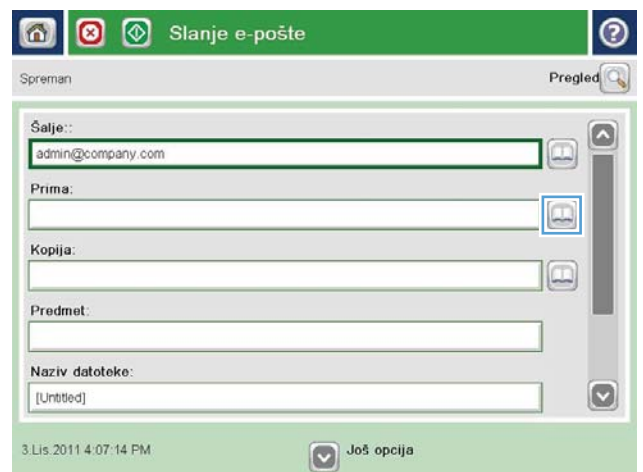 Slanje e-pošte
Spreman
Pregled
Šalje::
admin@company.com
Prima:
Kopija:
Predmet:
Naziv datoteke:
[Untitled]
3.Lis.2011 4:07:14 PM
Još opcija